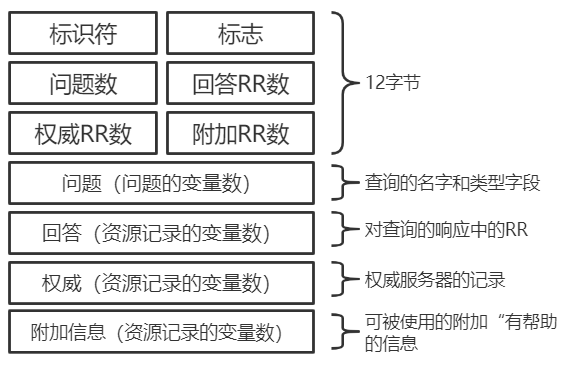 标识符 标志
问题数 回答RR数
12字节
权威RR数 附加RR数
问题（问题的变量数） 查询的名字和类型字段
回答（资源记录的变量数） 对查询的响应中的RR
权威（资源记录的变量数） 权威服务器的记录
附加信息（资源记录的变量数） 可被使用的附加“有帮助
的信息